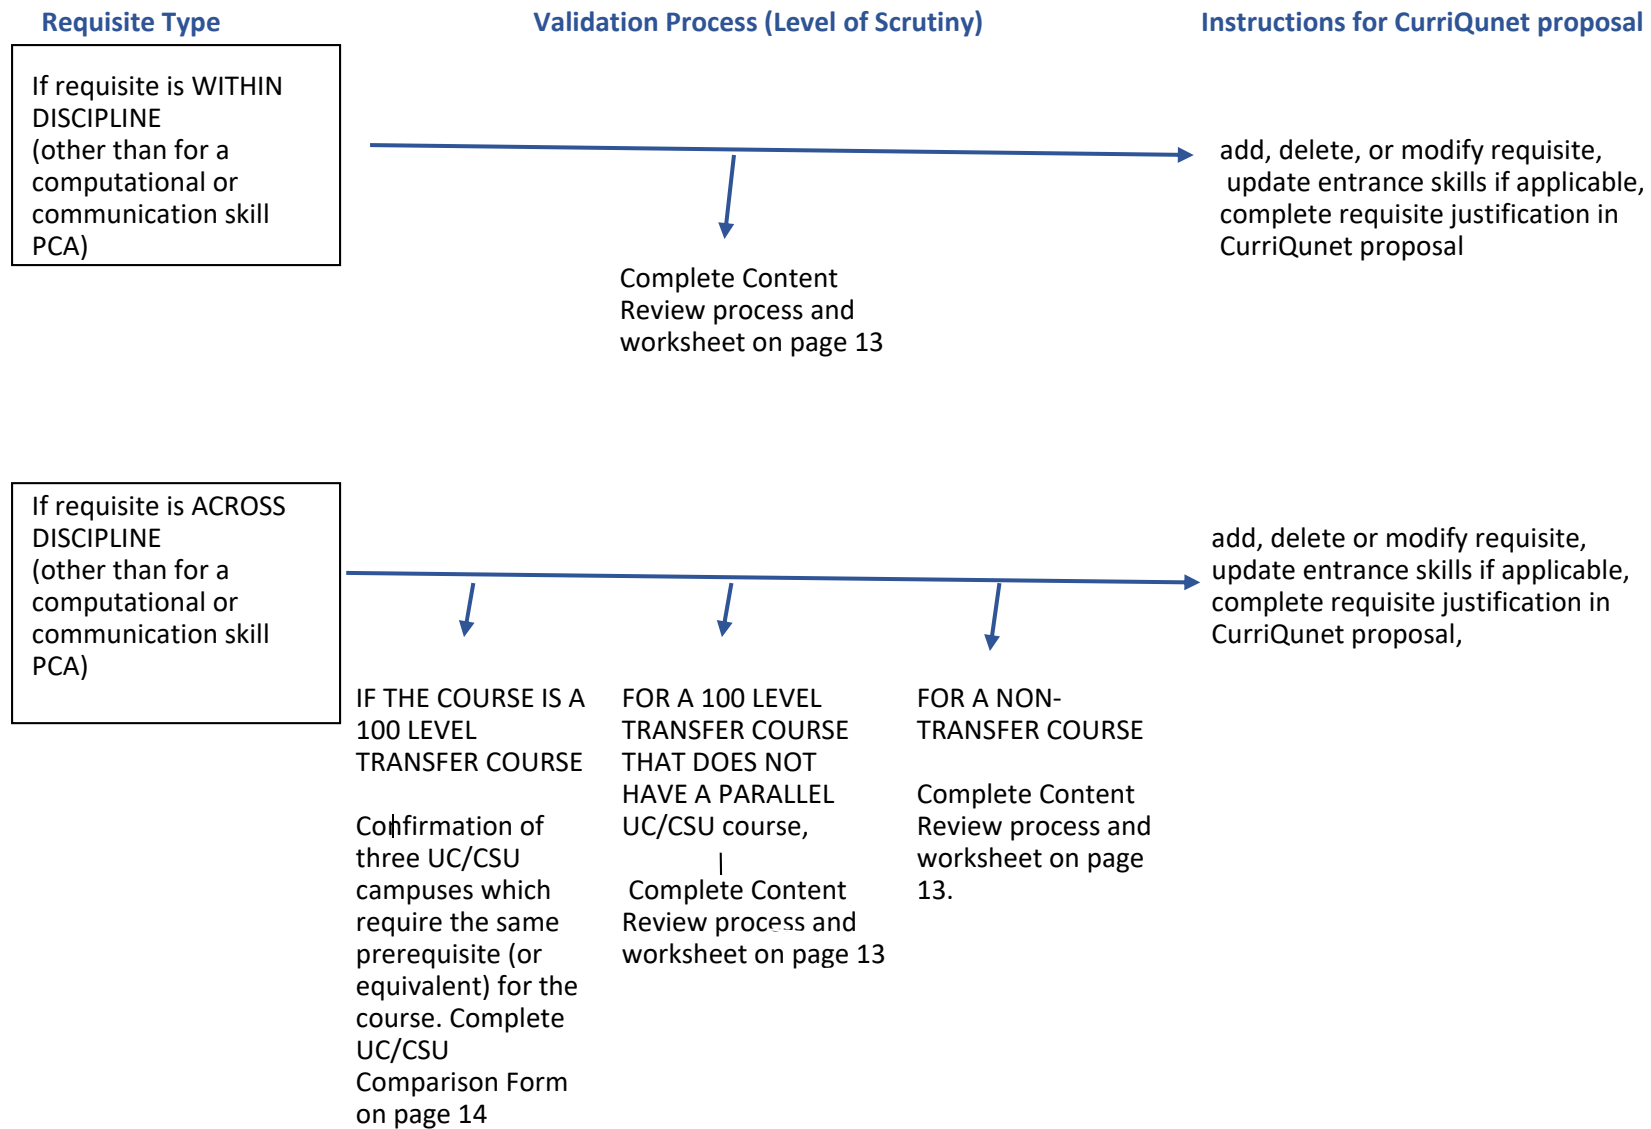 Requisite Type
Validation Process (Level of Scrutiny)
Instructions for CurriQunet proposal
If requisite is WITHIN
DISCIPLINE
(other than for a
computational or
communication skill
PCA)
Complete Content
Review process and
worksheet on page 13
add, delete, or modify requisite,
update entrance skills if applicable,
complete requisite justification in
CurriQunet proposal
If requisite is ACROSS
DISCIPLINE
(other than for a
computational or
communication skill
PCA)
IF THE COURSE IS A
100 LEVEL
TRANSFER COURSE
Confirmation of
three UC/CSU
campuses which
require the same
prerequisite (or
equivalent) for the
course. Complete
UC/CSU
Comparison Form
on page 14
FOR A 100 LEVEL
TRANSFER COURSE
THAT DOES NOT
HAVE A PARALLEL
UC/CSU course,
Complete Content
Review process and
worksheet on page 13
FOR A NON-
TRANSFER COURSE
Complete Content
Review process and
worksheet on page
13.
add, delete or modify requisite,
update entrance skills if applicable,
complete requisite justification in
CurriQunet proposal,